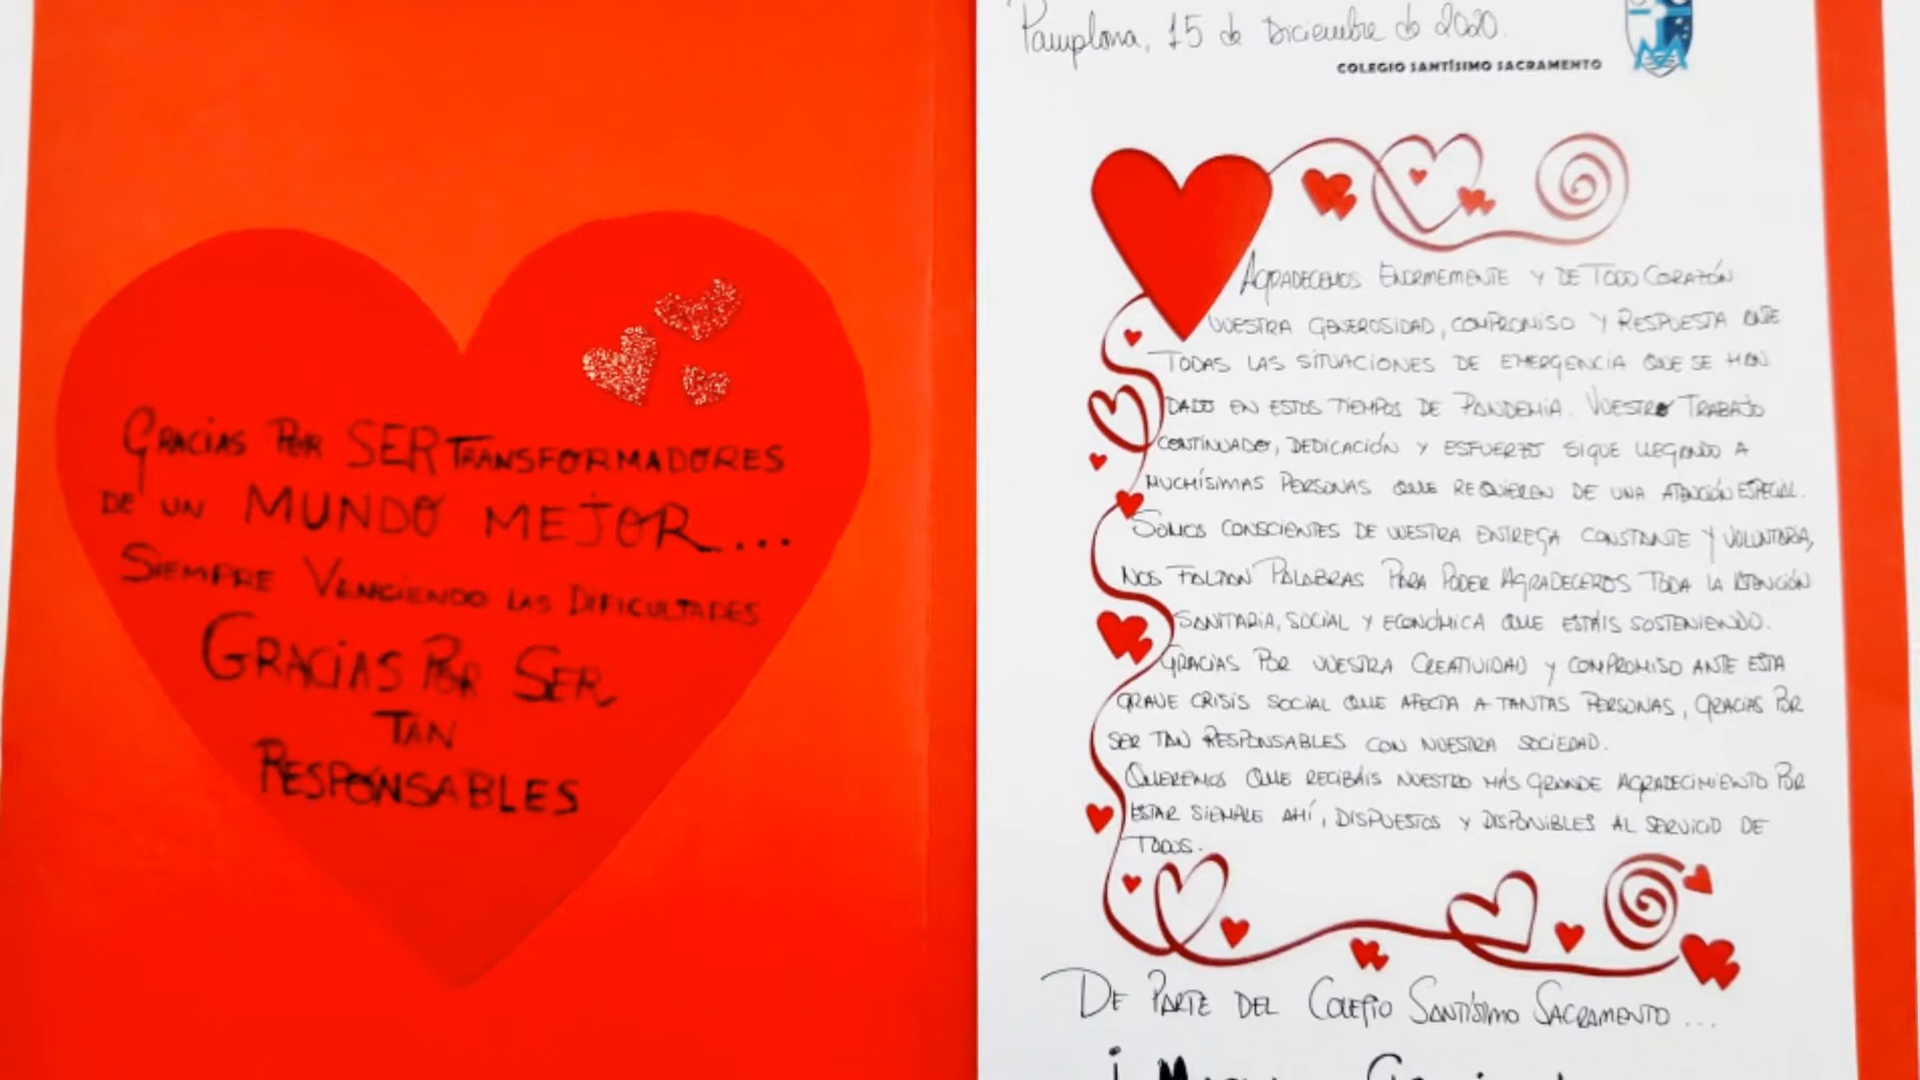 GRACIAS POR SER TRANSFORMADORES
DE UN MUNDO MEJOR...
SIEMPRE VENCIENDO LAS DIFICULTADES
GRACIAS POR SER
TAN
RESPONSABLES
Pamplona, 15 de Diciembre de 2020.
COLEGIO SANTÍSIMO SACRAMENTO
AGRADECEMOS ENORMEMENTE Y DE TODO CORAZÓN
VUESTRA GENEROSIDAD, COMPROMISO Y RESPUESTA ANTE
TODAS LAS SITUACIONES DE EMERGENCIA QUE SE HAN
DADO EN ESTOS TIEMPOS DE PANDEMIA. VUESTRO TRABAJO
CONTINUADO, DEDICACIÓN Y ESFUERZO SIGUE LLEGANDO A
MUCHÍSIMAS PERSONAS QUE REQUIEREN DE UNA ATENCIÓN ESPECIAL.
SOMOS CONSCIENTES DE VUESTRA ENTREGA CONSTANTE Y VOLUNTARIA,
NOS FALTAN PALABRAS PARA PODER AGRADECEROS TODA LA ATENCIÓN
SANITARIA, SOCIAL Y ECONÓMICA QUE ESTÁIS SOSTENIENDO.
GRACIAS POR VUESTRA CREATIVIDAD Y COMPROMISO ANTE ESTA
GRAVE CRISIS SOCIAL QUE AFECTA A TANTAS PERSONAS, GRACIAS POR
SER TAN RESPONSABLES CON NUESTRA SOCIEDAD.
QUEREMOS QUE RECIBÁIS NUESTRO MÁS GRANDE AGRADECIMIENTO POR
ESTAR SIEMPRE AHÍ, DISPUESTOS Y DISPONIBLES AL SERVICIO DE
TODOS.
DE PARTE DEL COLEGIO SANTÍSIMO SACRAMENTO...